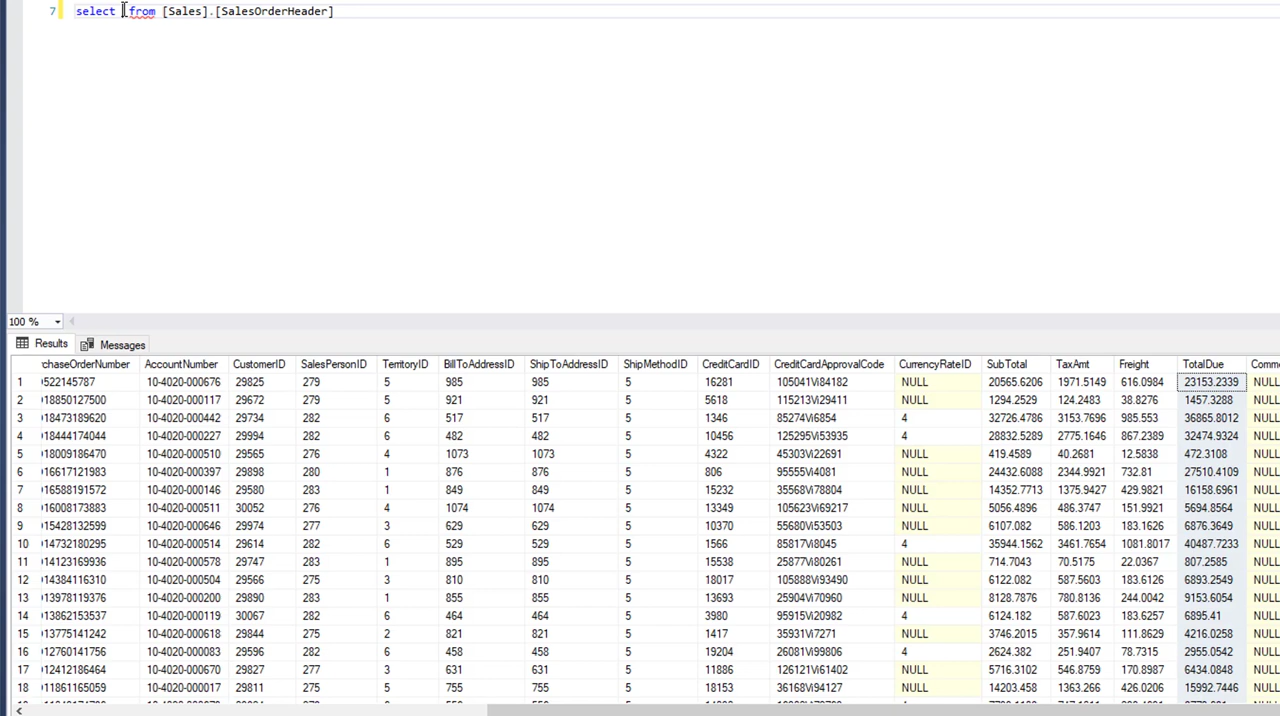 7 select from [Sales].[SalesOrderHeader]
100 %
Results Messages
chaseOrderNumber AccountNumber CustomerID SalesPersonID TerritoryID BillToAddressID ShipToAddressID ShipMethodID CreditCardID CreditCardApprovalCode CurrencyRateID SubTotal TaxAmt Freight TotalDue Comm
1 522145787 10-4020-000676 29825 279 5 985 985 5 16281 105041Vi84182 NULL 20565.6206 1971.5149 616.0984 23153.2339 NULL
2 18850127500 10-4020-000117 29672 279 5 921 921 5 5618 115213Vi29411 NULL 1294.2529 124.2483 38.8276 1457.3288 NULL
3 18473189620 10-4020-000442 29734 282 6 517 517 5 1346 85274Vi6854 4 32726.4786 3153.7696 985.553 36865.8012 NULL
4 18444174044 10-4020-000227 29994 282 6 482 482 5 10456 125295Vi53935 4 28832.5289 2775.1646 867.2389 32474.9324 NULL
5 18009186470 10-4020-000510 29565 276 4 1073 1073 5 4322 45303Vi22691 NULL 419.4589 40.2681 12.5838 472.3108 NULL
6 16617121983 10-4020-000397 29898 280 1 876 876 5 806 95555Vi4081 NULL 24432.6088 2344.9921 732.81 27510.4109 NULL
7 16588191572 10-4020-000146 29580 283 1 849 849 5 15232 35568Vi78804 NULL 14352.7713 1375.9427 429.9821 16158.6961 NULL
8 16008173883 10-4020-000511 30052 276 4 1074 1074 5 13349 105623Vi69217 NULL 5056.4896 486.3747 151.9921 5694.8564 NULL
9 15428132599 10-4020-000646 29974 277 3 629 629 5 10370 55680Vi53503 NULL 6107.082 586.1203 183.1626 6876.3649 NULL
10 14732180295 10-4020-000514 29614 282 6 529 529 5 1566 85817Vi8045 4 35944.1562 3461.7654 1081.8017 40487.7233 NULL
11 14123169936 10-4020-000578 29747 283 1 895 895 5 15538 25877Vi80261 NULL 714.7043 70.5175 22.0367 807.2585 NULL
12 14384116310 10-4020-000504 29566 275 3 810 810 5 18017 105888Vi93490 NULL 6122.082 587.5603 183.6126 6893.2549 NULL
13 13978119376 10-4020-000200 29890 283 1 855 855 5 13693 25904Vi70960 NULL 8128.7876 780.8136 244.0042 9153.6054 NULL
14 13862153537 10-4020-000119 30067 282 6 464 464 5 3980 95915Vi20982 4 6124.182 587.6023 183.6257 6895.41 NULL
15 13775141242 10-4020-000618 29844 275 2 821 821 5 1417 35931Vi7271 NULL 3746.2015 357.9614 111.8629 4216.0258 NULL
16 12760141756 10-4020-000083 29596 282 6 458 458 5 19204 26081Vi99806 4 2624.382 251.9407 78.7315 2955.0542 NULL
17 12412186464 10-4020-000670 29827 277 3 631 631 5 11886 126121Vi61402 NULL 5716.3102 546.8759 170.8987 6434.0848 NULL
18 11861165059 10-4020-000017 29811 275 5 755 755 5 18153 36168Vi94127 NULL 14203.458 1363.266 426.0206 15992.7446 NULL